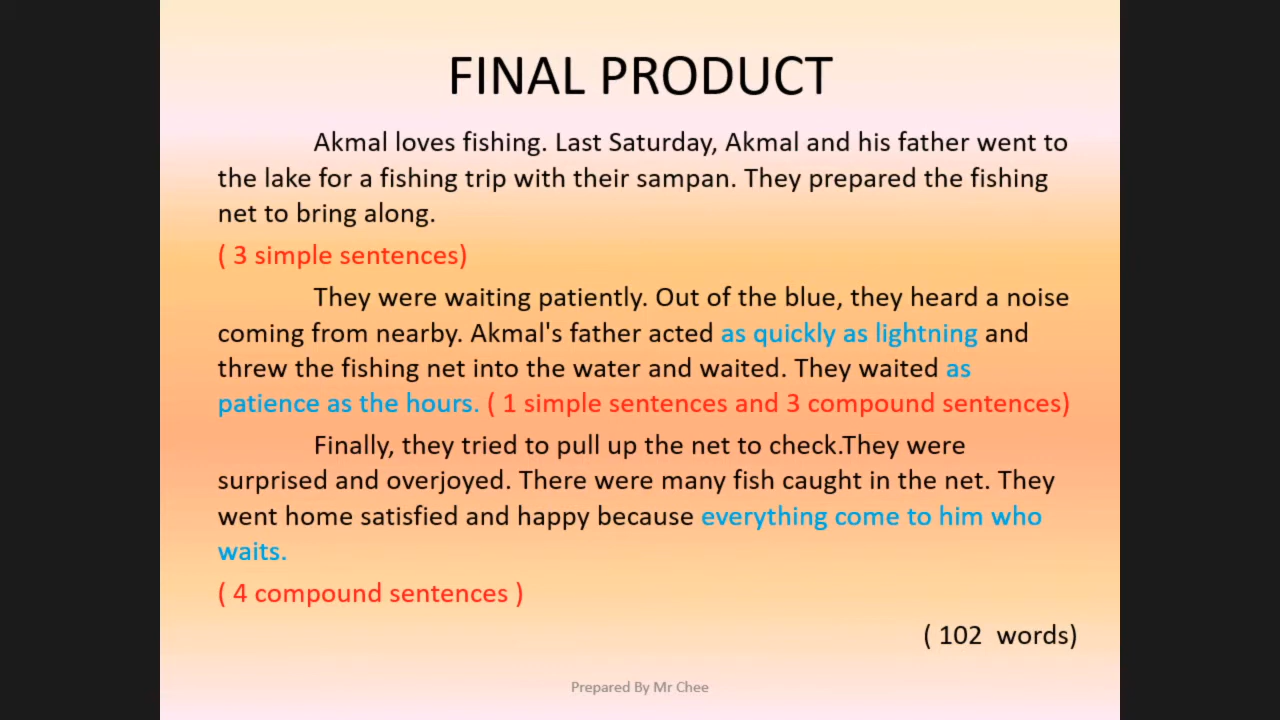 FINAL PRODUCT
Akmal loves fishing. Last Saturday, Akmal and his father went to
the lake for a fishing trip with their sampan. They prepared the fishing
net to bring along.
( 3 simple sentences)
They were waiting patiently. Out of the blue, they heard a noise
coming from nearby. Akmal's father acted as quickly as lightning and
threw the fishing net into the water and waited. They waited as
patience as the hours. ( 1 simple sentences and 3 compound sentences)
Finally, they tried to pull up the net to check.They were
surprised and overjoyed. There were many fish caught in the net. They
went home satisfied and happy because everything come to him who
waits.
( 4 compound sentences )
( 102 words)
Prepared By Mr Chee